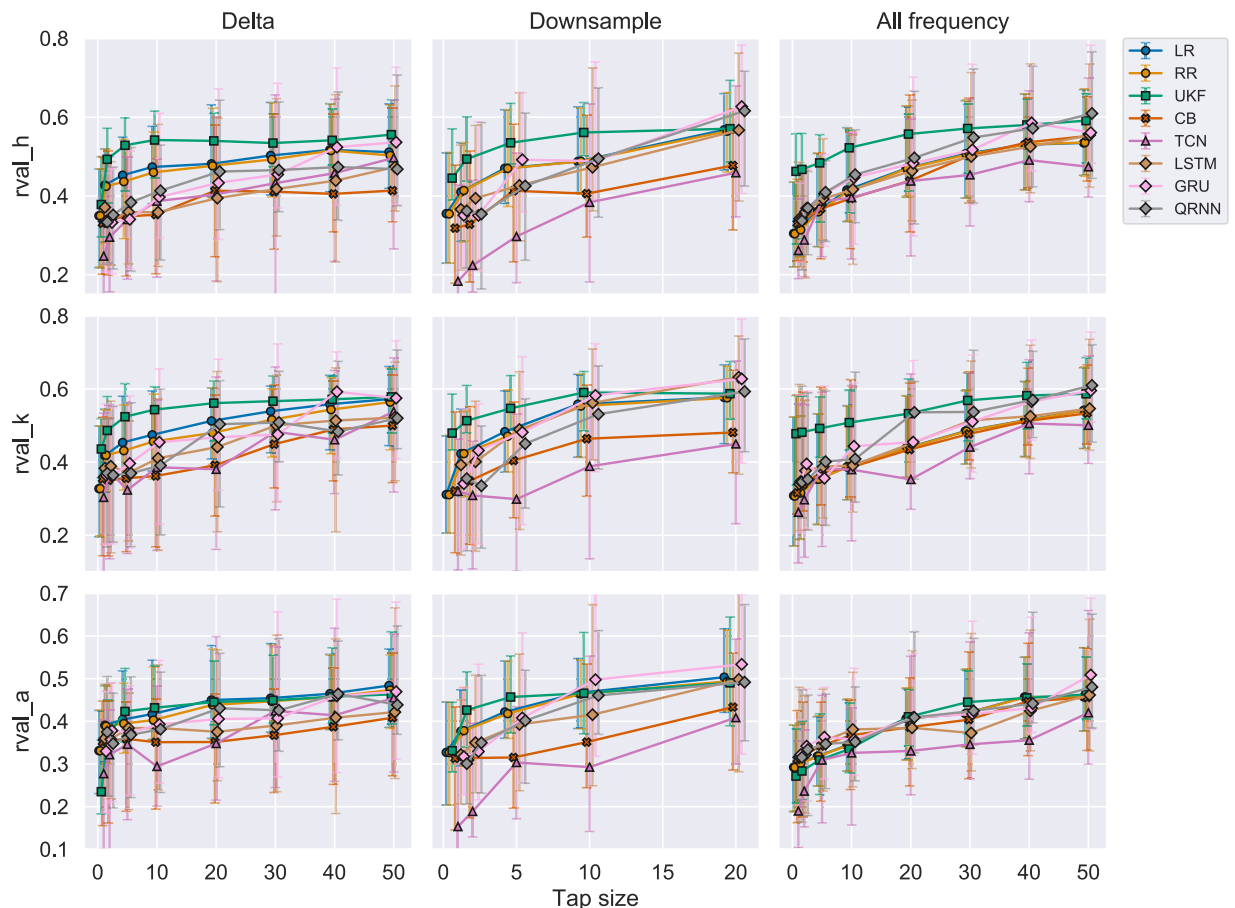 Delta Downsample All frequency
0.8
0.6
0.4
0.2
rval_h
LR
RR
UKF
CB
TCN
LSTM
GRU
QRNN
0.8
0.6
0.4
0.2
rval_k
0.7
0.6
0.5
0.4
0.3
0.2
0.1
rval_a
0 10 20 30 40 50 0 5 10 15 20 0 10 20 30 40 50
Tap size